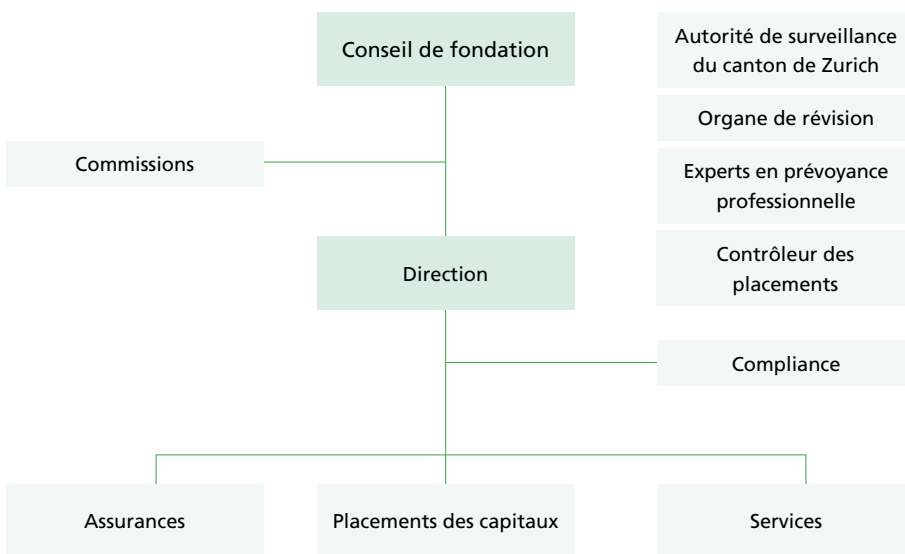 Conseil de fondation
Autorité de surveillance
du canton de Zurich
Organe de révision
Commissions
Experts en prévoyance
professionnelle
Direction
Contrôleur des
placements
Compliance
Assurances
Placements des capitaux
Services